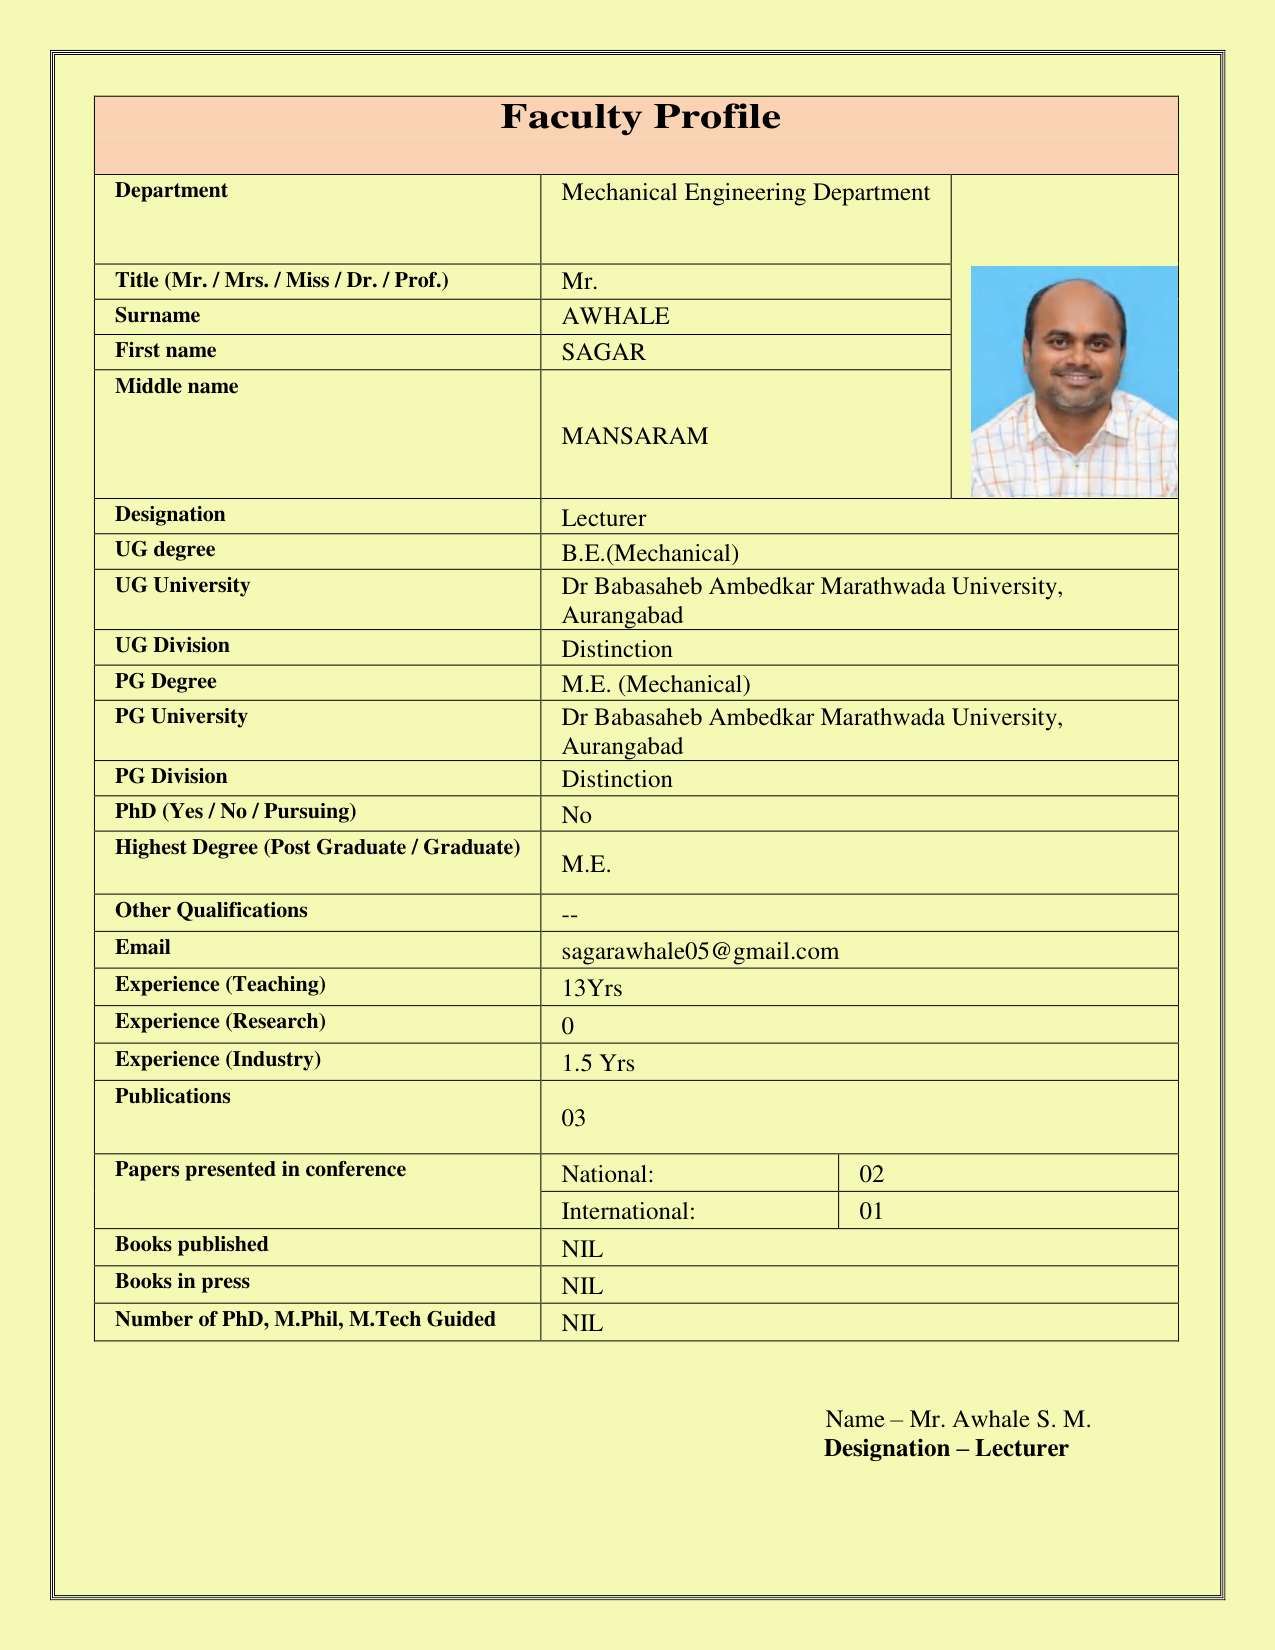 Faculty Profile
Department
Mechanical Engineering Department
Title (Mr. / Mrs. / Miss / Dr. / Prof.)
Mr.
Surname
AWHALE
First name
SAGAR
Middle name
MANSARAM
Designation
Lecturer
UG degree
B.E.(Mechanical)
UG University
Dr Babasaheb Ambedkar Marathwada University,
Aurangabad
UG Division
Distinction
PG Degree
M.E. (Mechanical)
PG University
Dr Babasaheb Ambedkar Marathwada University,
Aurangabad
PG Division
Distinction
PhD (Yes / No / Pursuing)
No
Highest Degree (Post Graduate / Graduate)
M.E.
Other Qualifications
--
Email
sagarawhale05@gmail.com
Experience (Teaching)
13Yrs
Experience (Research)
0
Experience (Industry)
1.5 Yrs
Publications
03
Papers presented in conference
National:
02
International:
01
Books published
NIL
Books in press
NIL
Number of PhD, M.Phil, M.Tech Guided
NIL
Name – Mr. Awhale S. M.
Designation – Lecturer